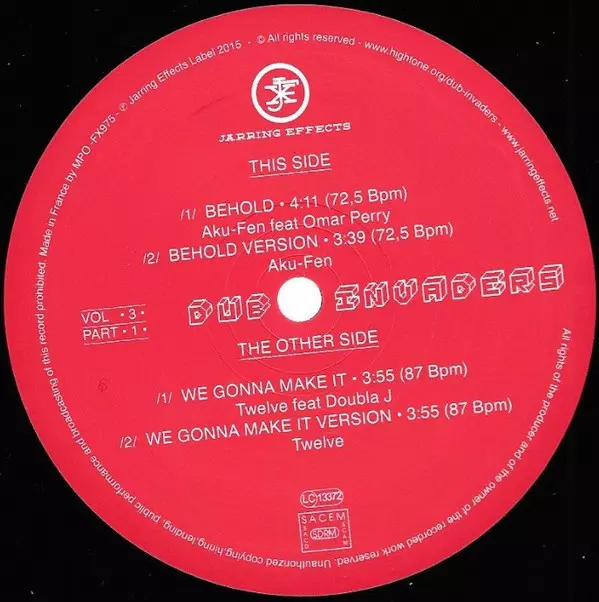 Made in France by MPO - FX975 - ℗ Jarring Effects Label 2015 - © All rights reserved - www.hightone.org/dub-invaders - www.jarringeffects.net
JARRING EFFECTS
THIS SIDE
/1/ BEHOLD • 4:11 (72,5 Bpm)
Aku-Fen feat Omar Perry
/2/ BEHOLD VERSION • 3:39 (72,5 Bpm)
Aku-Fen
VOL • 3 •
PART • 1 •
DUB INVADERS
THE OTHER SIDE
/1/ WE GONNA MAKE IT • 3:55 (87 Bpm)
Twelve feat Doubla J
/2/ WE GONNA MAKE IT VERSION • 3:55 (87 Bpm)
Twelve
LC13372
SACEM
SACD
SDRM
SCAM
All rights of the producer and of the owner of the recorded work reserved. Unauthorized copying,hiring,lending, public performance and broadcasting of this record prohibited.